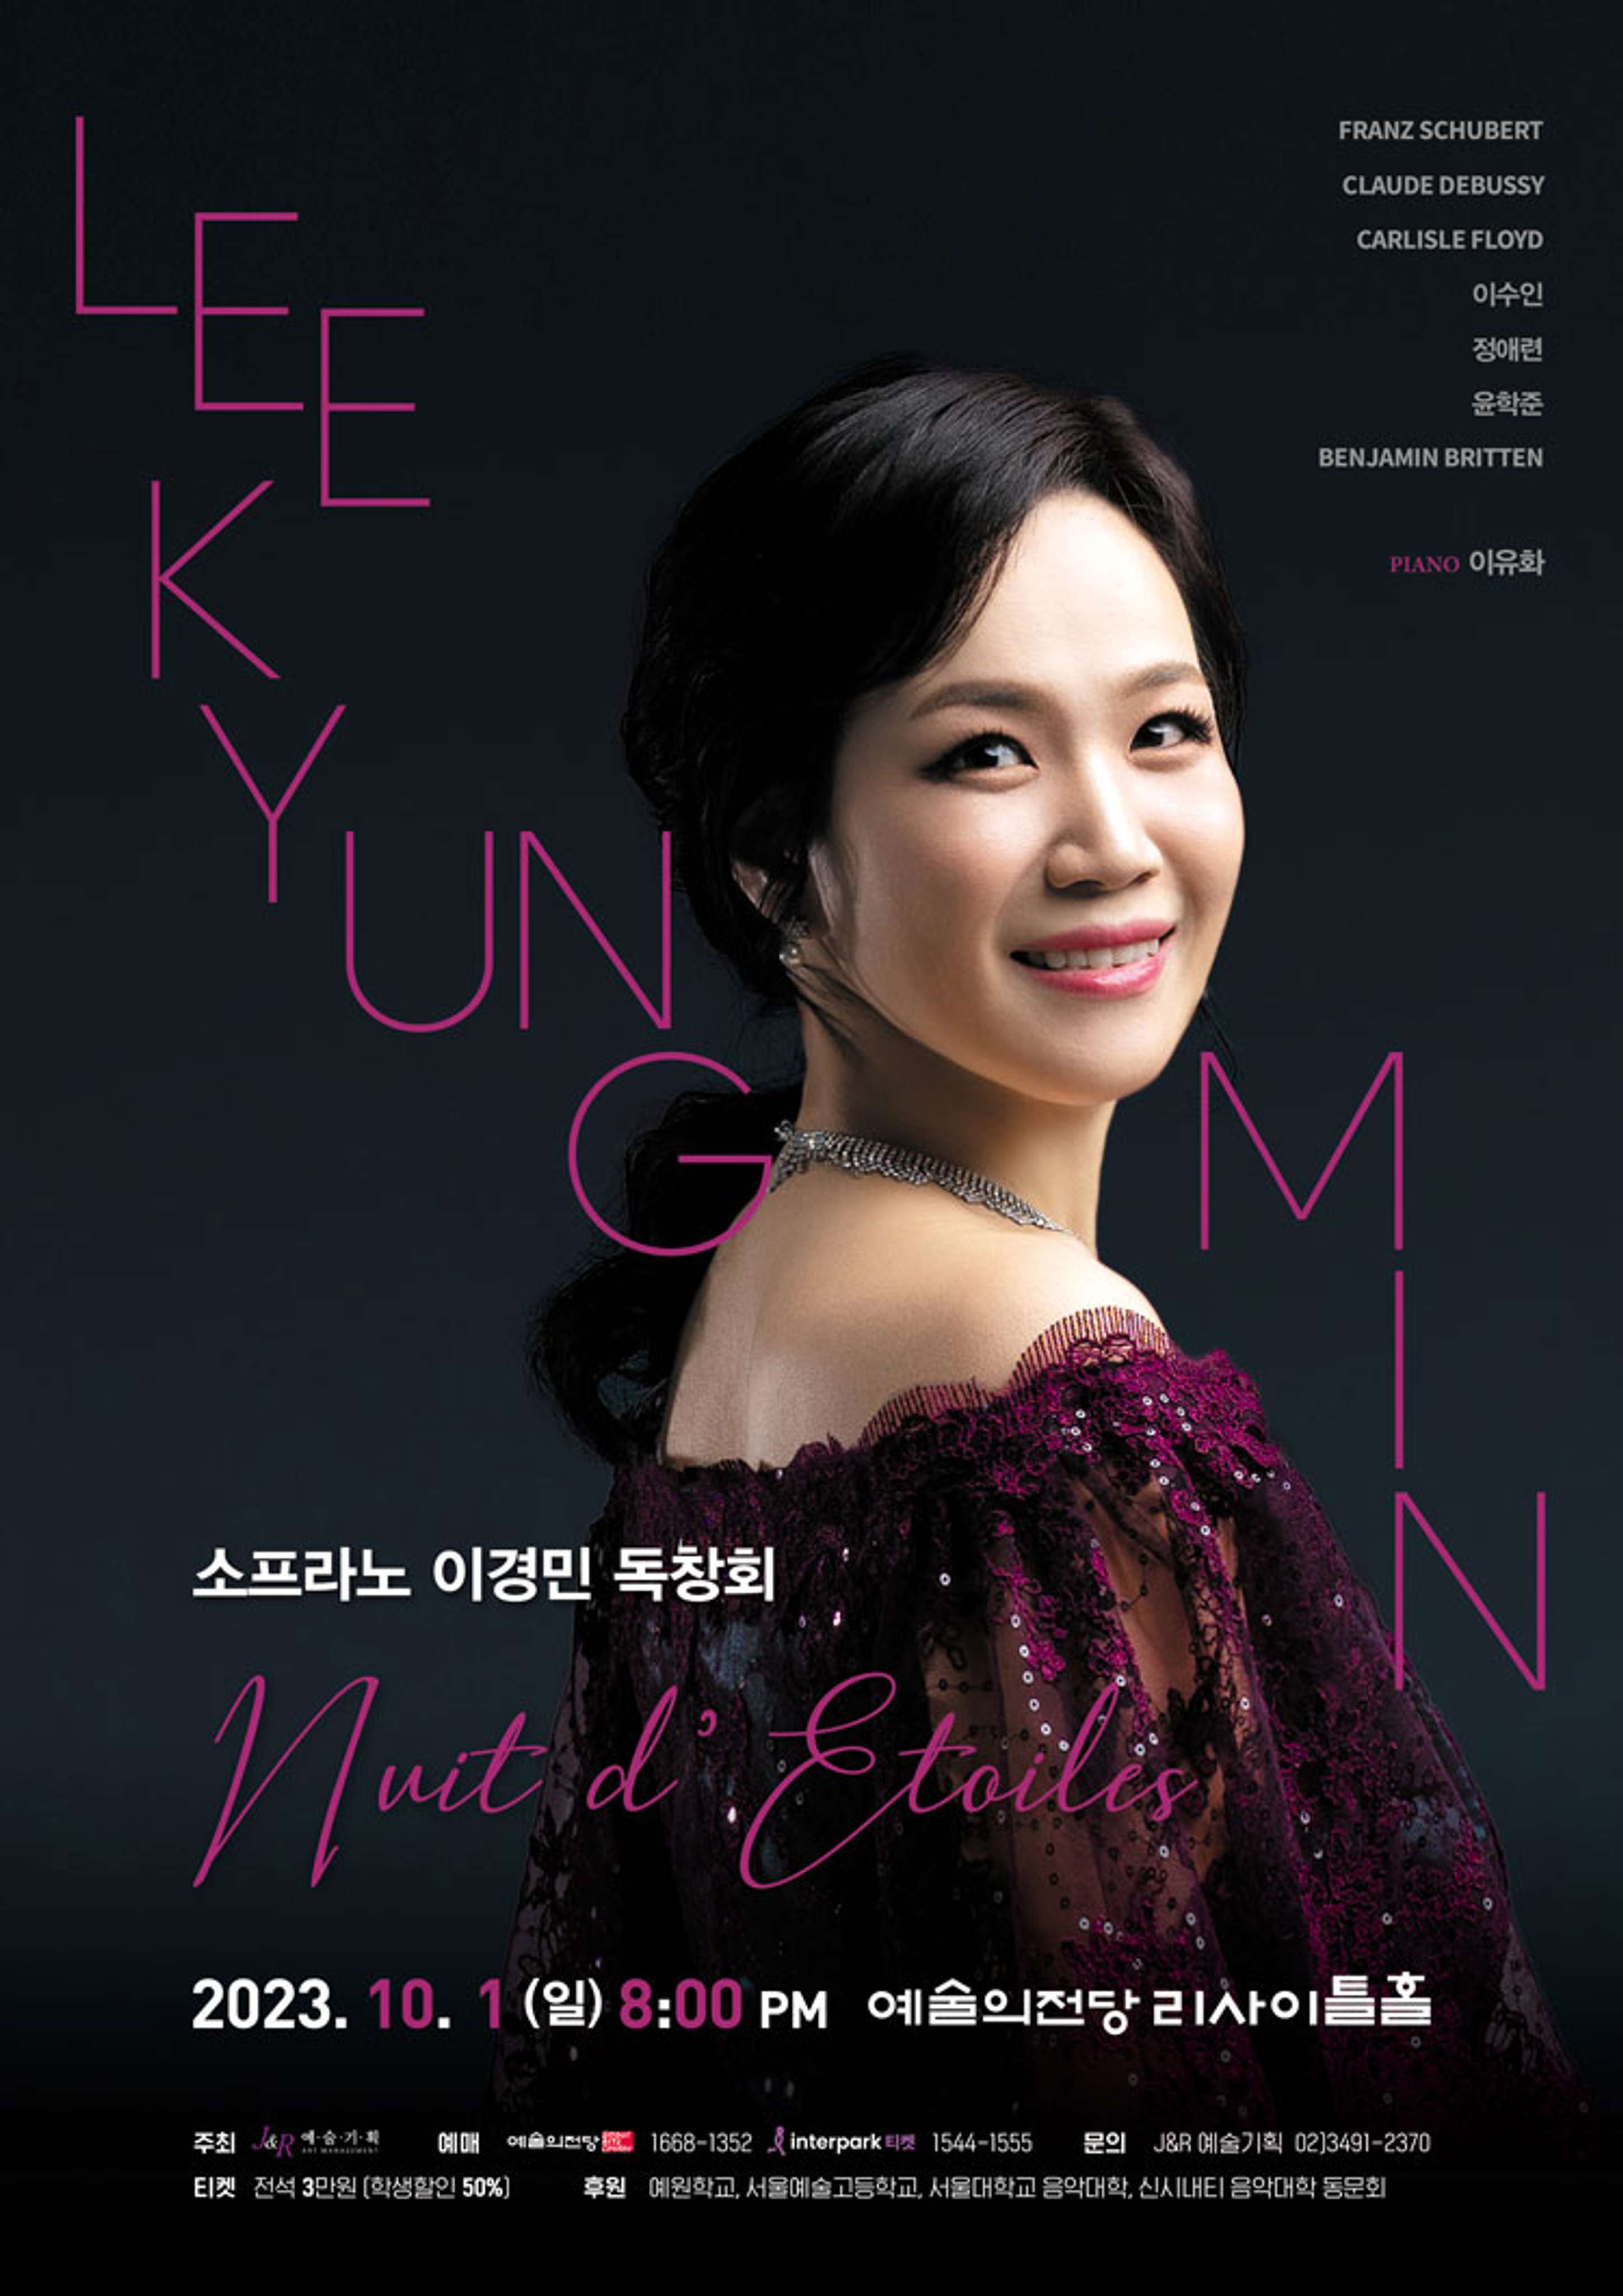 LEE
KYUNG
MIN
FRANZ SCHUBERT
CLAUDE DEBUSSY
CARLISLE FLOYD
이수인
정애련
윤학준
BENJAMIN BRITTEN
PIANO 이유화
소프라노 이경민 독창회
Nuit d'Etoiles
2023. 10. 1 (일) 8:00 PM 예술의전당 리사이틀홀
주최 J&R 예·술·기·획 ART MANAGEMENT 예매 예술의전당 1668-1352 interpark 티켓 1544-1555 문의 J&R 예술기획 02)3491-2370
티켓 전석 3만원 (학생할인 50%) 후원 예원학교, 서울예술고등학교, 서울대학교 음악대학, 신시내티 음악대학 동문회